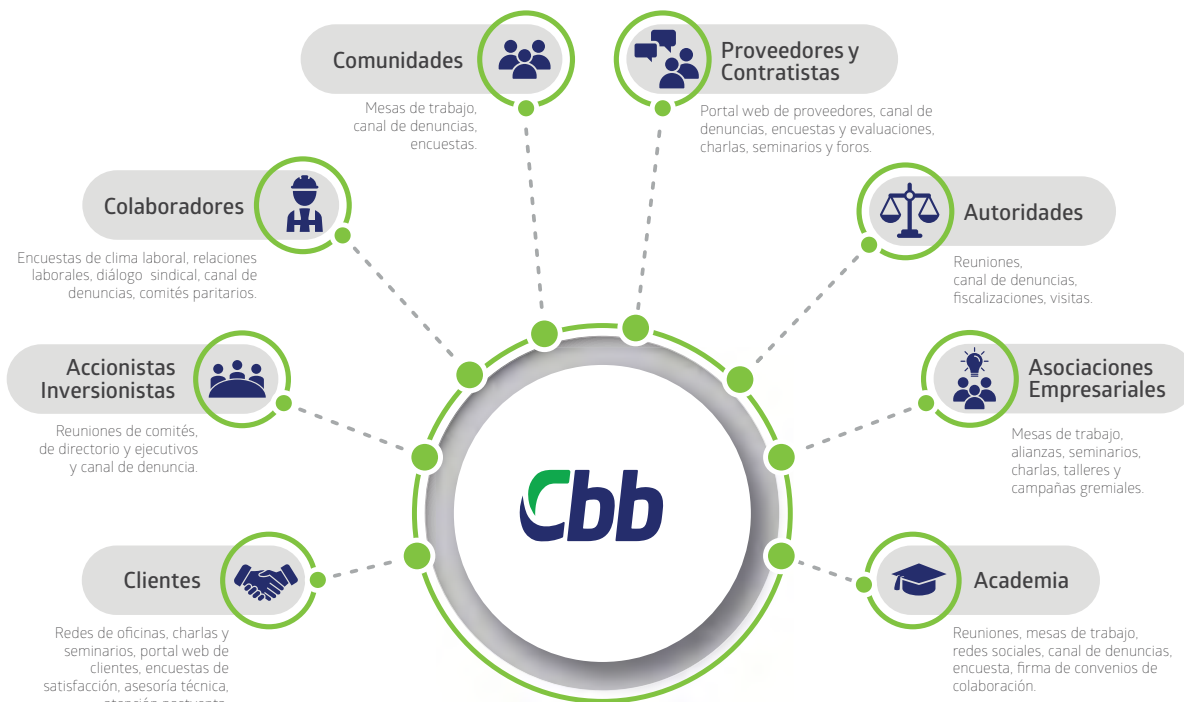 Comunidades
Mesas de trabajo,
canal de denuncias,
encuestas.
Proveedores y
Contratistas
Portal web de proveedores, canal de
denuncias, encuestas y evaluaciones,
charlas, seminarios y foros.
Colaboradores
Encuestas de clima laboral, relaciones
laborales, diálogo sindical, canal de
denuncias, comités paritarios.
Autoridades
Reuniones,
canal de denuncias,
fiscalizaciones, visitas.
Accionistas
Inversionistas
Reuniones de comités,
de directorio y ejecutivos
y canal de denuncia.
Asociaciones
Empresariales
Mesas de trabajo,
alianzas, seminarios,
charlas, talleres y
campañas gremiales.
Cbb
Clientes
Redes de oficinas, charlas y
seminarios, portal web de
clientes, encuestas de
satisfacción, asesoría técnica,
Academia
Reuniones, mesas de trabajo,
redes sociales, canal de denuncias,
encuesta, firma de convenios de
colaboración.